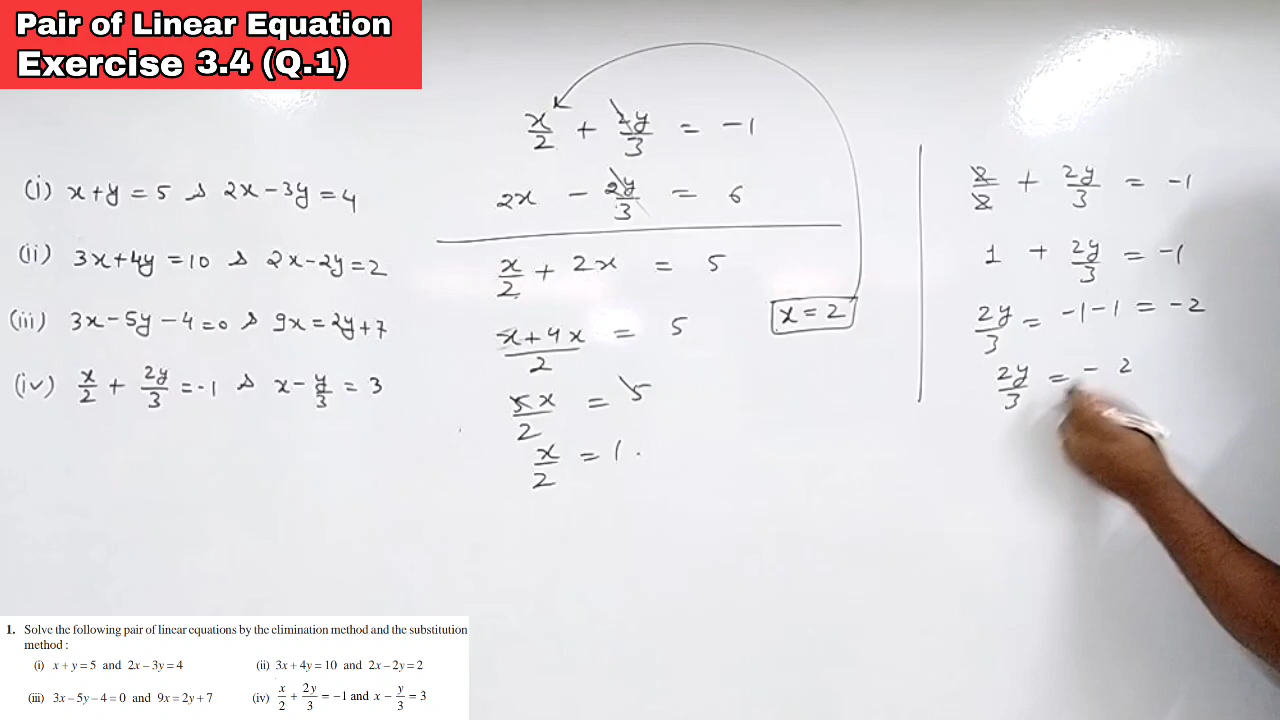 Pair of Linear Equation
Exercise 3.4 (Q.1)
(i) x + y = 5 & 2x - 3y = 4
(ii) 3x + 4y = 10 & 2x - 2y = 2
(iii) 3x - 5y - 4 = 0 & 9x = 2y + 7
(iv) x/2 + 2y/3 = -1 & x - y/3 = 3
x/2 + 2y/3 = -1
2x - 2y/3 = 6
x/2 + 2x = 5
x + 4x/2 = 5
5x/2 = 5
x/2 = 1.
x = 2
2/2 + 2y/3 = -1
1 + 2y/3 = -1
2y/3 = -1 - 1 = -2
2y/3 = - 2
1. Solve the following pair of linear equations by the elimination method and the substitution
method :
(i) x + y = 5 and 2x – 3y = 4
(ii) 3x + 4y = 10 and 2x – 2y = 2
(iii) 3x – 5y – 4 = 0 and 9x = 2y + 7
(iv) x/2 + 2y/3 = –1 and x – y/3 = 3